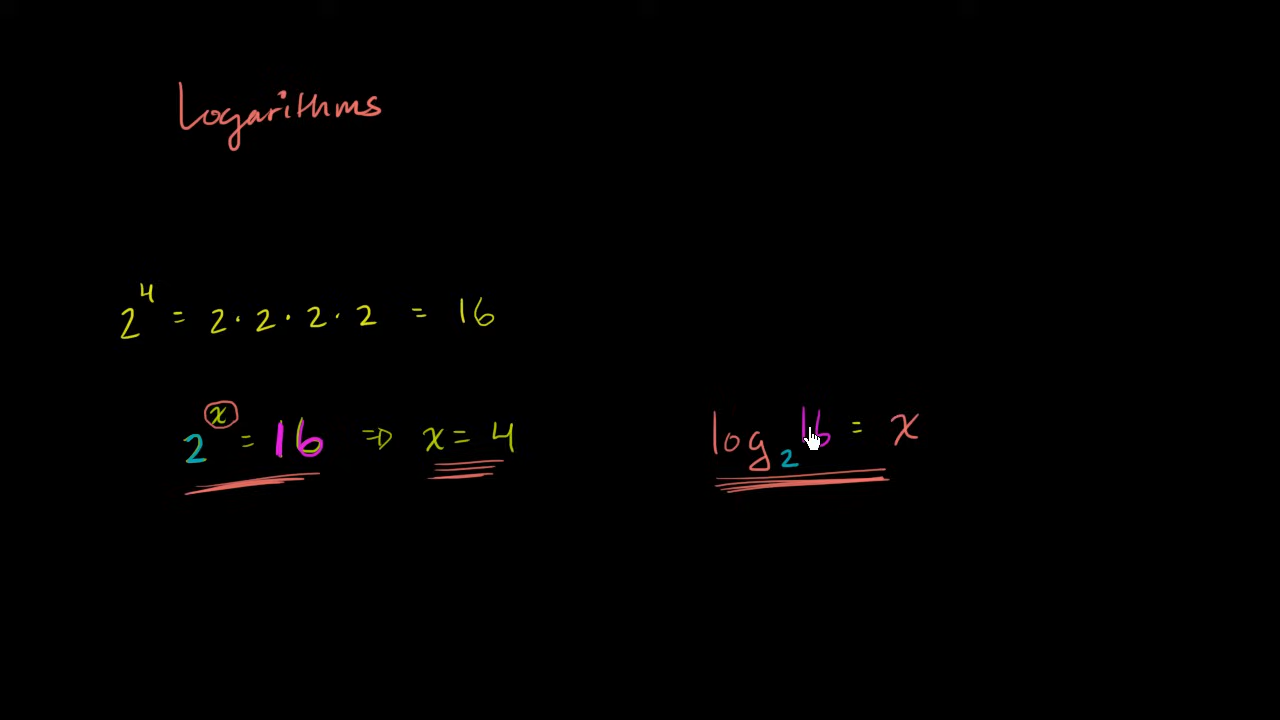 Logarithms
2⁴ = 2 · 2 · 2 · 2 = 16
2ˣ = 16 ⇒ x = 4
log₂ 16 = x